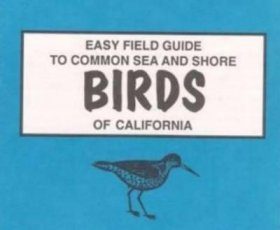 EASY FIELD GUIDE
TO COMMON SEA AND SHORE
BIRDS
OF CALIFORNIA